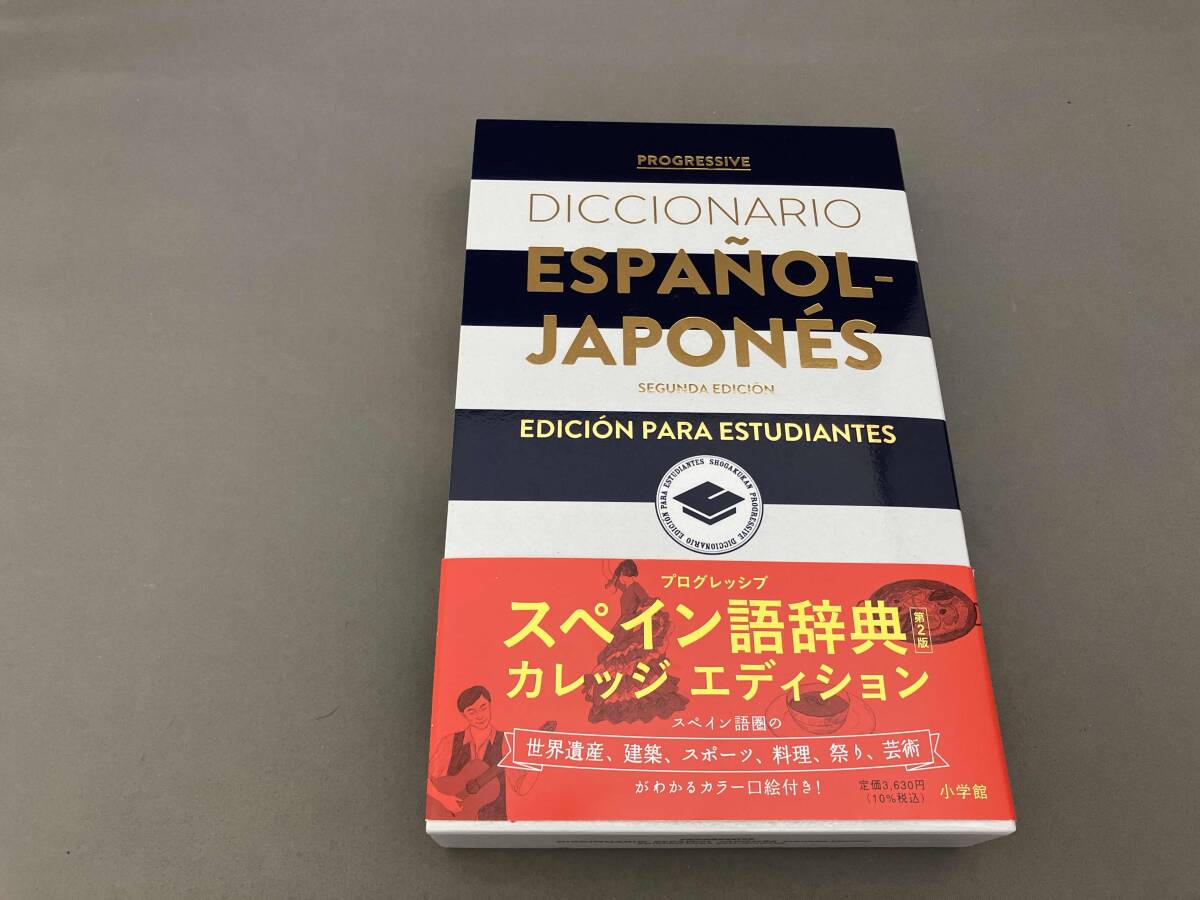 PROGRESSIVE
DICCIONARIO
ESPAÑOL-
JAPONÉS
SEGUNDA EDICIÓN
EDICIÓN PARA ESTUDIANTES
EDICIÓN PARA ESTUDIANTES SHOGAKUKAN PROGRESSIVE DICCIONARIO
プログレッシブ
スペイン語辞典 第2版
カレッジ エディション
スペイン語圏の
世界遺産、建築、スポーツ、料理、祭り、芸術
がわかるカラー口絵付き!
定価3,630円
(10%税込)
小学館